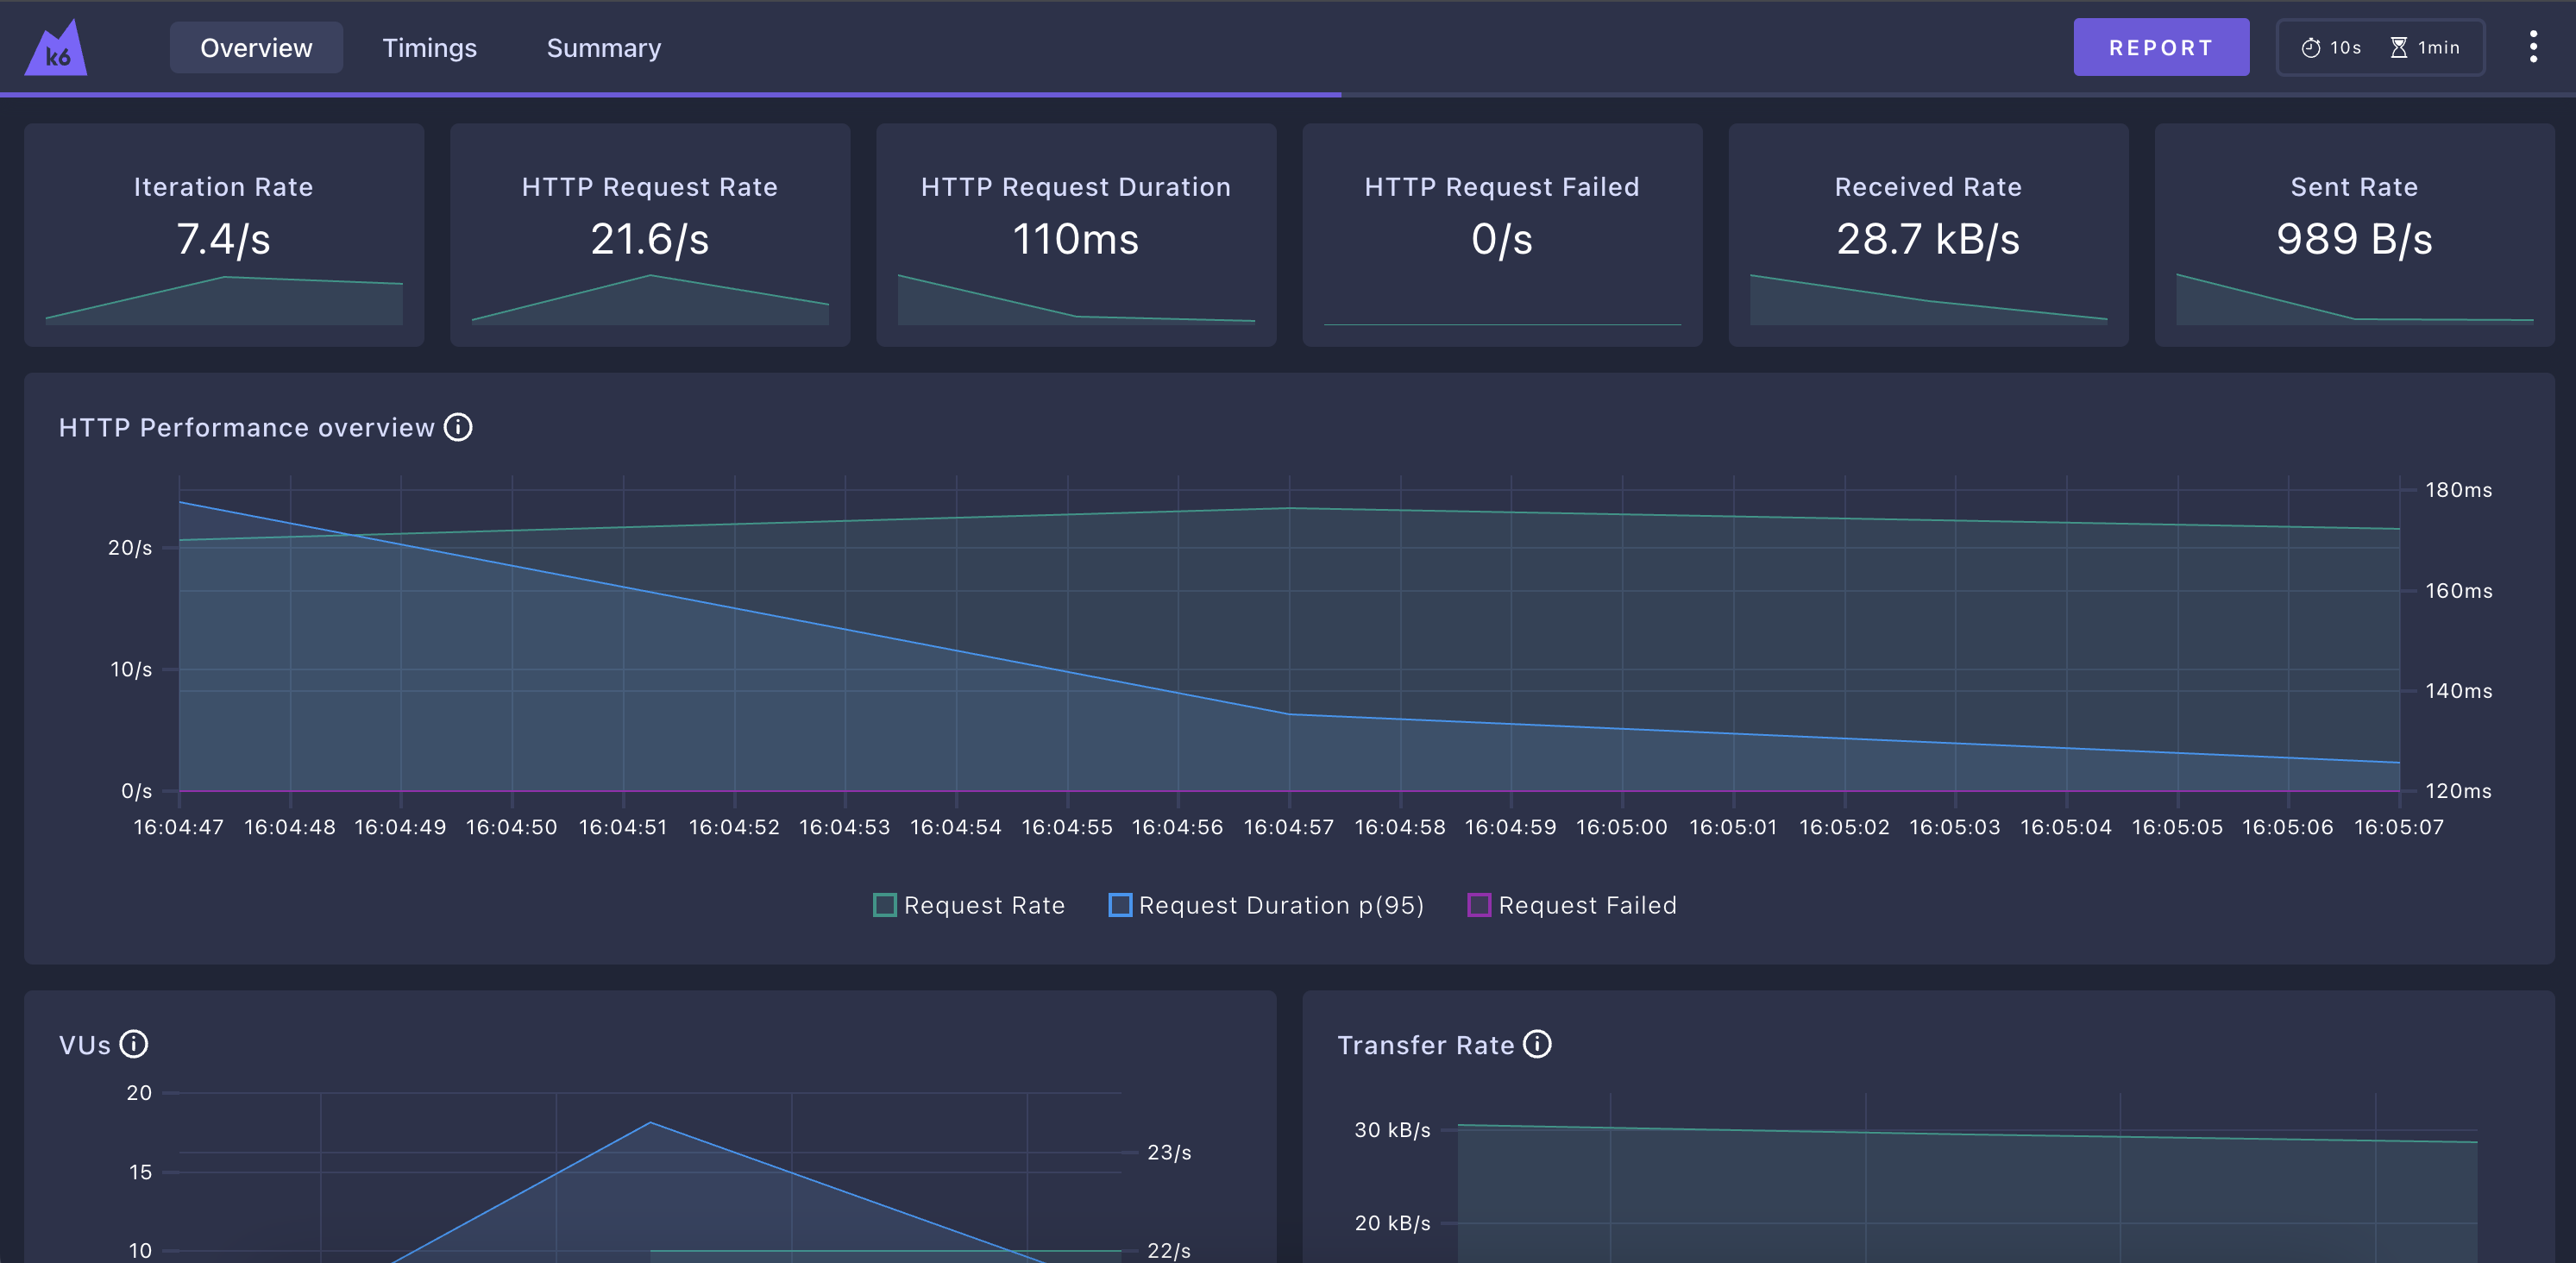 k6 Overview Timings Summary REPORT 10s 1min
Iteration Rate
7.4/s
HTTP Request Rate
21.6/s
HTTP Request Duration
110ms
HTTP Request Failed
0/s
Received Rate
28.7 kB/s
Sent Rate
989 B/s
HTTP Performance overview
20/s
10/s
0/s
180ms
160ms
140ms
120ms
16:04:47 16:04:48 16:04:49 16:04:50 16:04:51 16:04:52 16:04:53 16:04:54 16:04:55 16:04:56 16:04:57 16:04:58 16:04:59 16:05:00 16:05:01 16:05:02 16:05:03 16:05:04 16:05:05 16:05:06 16:05:07
Request Rate Request Duration p(95) Request Failed
VUs
20
15
10
23/s
22/s
Transfer Rate
30 kB/s
20 kB/s